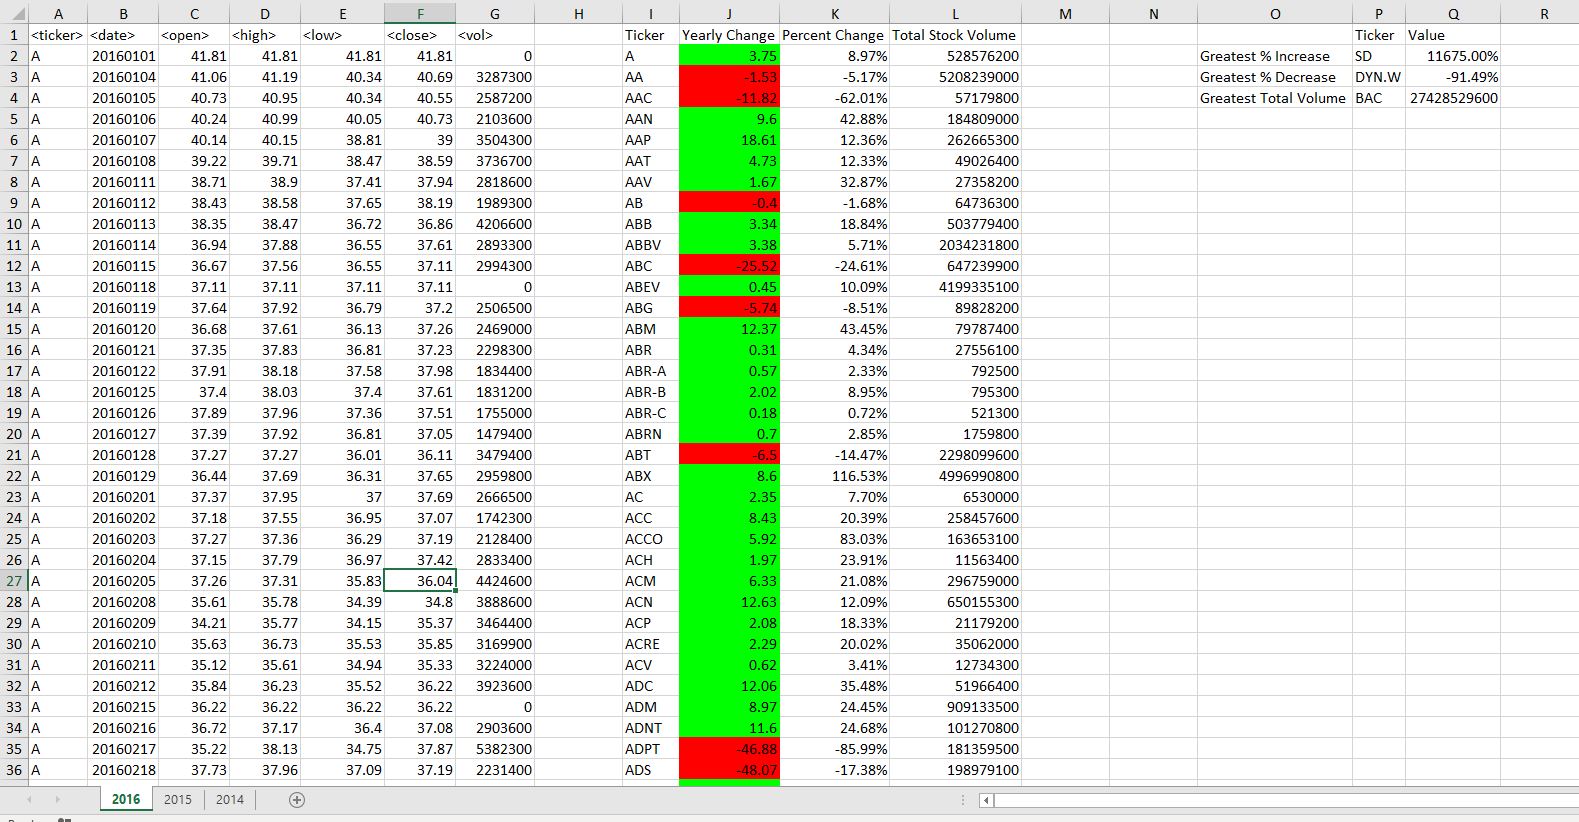 A B C D E F G H I J K L M N O P Q R
1 <ticker> <date> <open> <high> <low> <close> <vol> Ticker Yearly Change Percent Change Total Stock Volume Ticker Value
2 A 20160101 41.81 41.81 41.81 41.81 0 A 3.75 8.97% 528576200 Greatest % Increase SD 11675.00%
3 A 20160104 41.06 41.19 40.34 40.69 3287300 AA -1.53 -5.17% 5208239000 Greatest % Decrease DYN.W -91.49%
4 A 20160105 40.73 40.95 40.34 40.55 2587200 AAC -11.82 -62.01% 57179800 Greatest Total Volume BAC 27428529600
5 A 20160106 40.24 40.99 40.05 40.73 2103600 AAN 9.6 42.88% 184809000
6 A 20160107 40.14 40.15 38.81 39 3504300 AAP 18.61 12.36% 262665300
7 A 20160108 39.22 39.71 38.47 38.59 3736700 AAT 4.73 12.33% 49026400
8 A 20160111 38.71 38.9 37.41 37.94 2818600 AAV 1.67 32.87% 27358200
9 A 20160112 38.43 38.58 37.65 38.19 1989300 AB -0.4 -1.68% 64736300
10 A 20160113 38.35 38.47 36.72 36.86 4206600 ABB 3.34 18.84% 503779400
11 A 20160114 36.94 37.88 36.55 37.61 2893300 ABBV 3.38 5.71% 2034231800
12 A 20160115 36.67 37.56 36.55 37.11 2994300 ABC -25.52 -24.61% 647239900
13 A 20160118 37.11 37.11 37.11 37.11 0 ABEV 0.45 10.09% 4199335100
14 A 20160119 37.64 37.92 36.79 37.2 2506500 ABG -5.74 -8.51% 89828200
15 A 20160120 36.68 37.61 36.13 37.26 2469000 ABM 12.37 43.45% 79787400
16 A 20160121 37.35 37.83 36.81 37.23 2298300 ABR 0.31 4.34% 27556100
17 A 20160122 37.91 38.18 37.58 37.98 1834400 ABR-A 0.57 2.33% 792500
18 A 20160125 37.4 38.03 37.4 37.61 1831200 ABR-B 2.02 8.95% 795300
19 A 20160126 37.89 37.96 37.36 37.51 1755000 ABR-C 0.18 0.72% 521300
20 A 20160127 37.39 37.92 36.81 37.05 1479400 ABRN 0.7 2.85% 1759800
21 A 20160128 37.27 37.27 36.01 36.11 3479400 ABT -6.5 -14.47% 2298099600
22 A 20160129 36.44 37.69 36.31 37.65 2959800 ABX 8.6 116.53% 4996990800
23 A 20160201 37.37 37.95 37 37.69 2666500 AC 2.35 7.70% 6530000
24 A 20160202 37.18 37.55 36.95 37.07 1742300 ACC 8.43 20.39% 258457600
25 A 20160203 37.27 37.36 36.29 37.19 2128400 ACCO 5.92 83.03% 163653100
26 A 20160204 37.15 37.79 36.97 37.42 2833400 ACH 1.97 23.91% 11563400
27 A 20160205 37.26 37.31 35.83 36.04 4424600 ACM 6.33 21.08% 296759000
28 A 20160208 35.61 35.78 34.39 34.8 3888600 ACN 12.63 12.09% 650155300
29 A 20160209 34.21 35.77 34.15 35.37 3464400 ACP 2.08 18.33% 21179200
30 A 20160210 35.63 36.73 35.53 35.85 3169900 ACRE 2.29 20.02% 35062000
31 A 20160211 35.12 35.61 34.94 35.33 3224000 ACV 0.62 3.41% 12734300
32 A 20160212 35.84 36.23 35.52 36.22 3923600 ADC 12.06 35.48% 51966400
33 A 20160215 36.22 36.22 36.22 36.22 0 ADM 8.97 24.45% 909133500
34 A 20160216 36.72 37.17 36.4 37.08 2903600 ADNT 11.6 24.68% 101270800
35 A 20160217 35.22 38.13 34.75 37.87 5382300 ADPT -46.88 -85.99% 181359500
36 A 20160218 37.73 37.96 37.09 37.19 2231400 ADS -48.07 -17.38% 198979100
2016 2015 2014